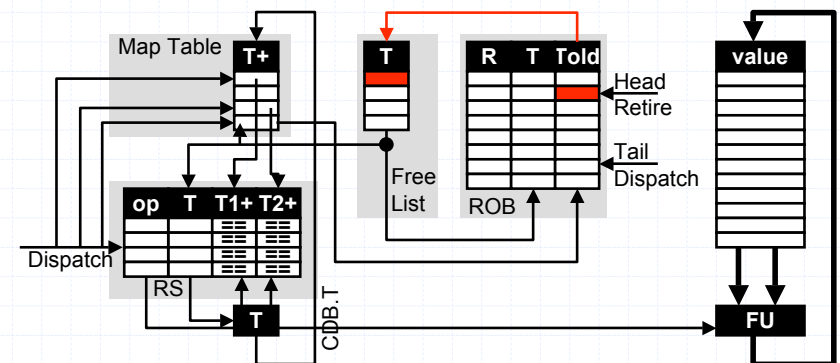 Map Table
T+
T
R T Told
value
Head
Retire
Tail
Dispatch
Free
List
ROB
op T T1+ T2+
== ==
== ==
== ==
== ==
Dispatch
RS
T
CDB.T
FU